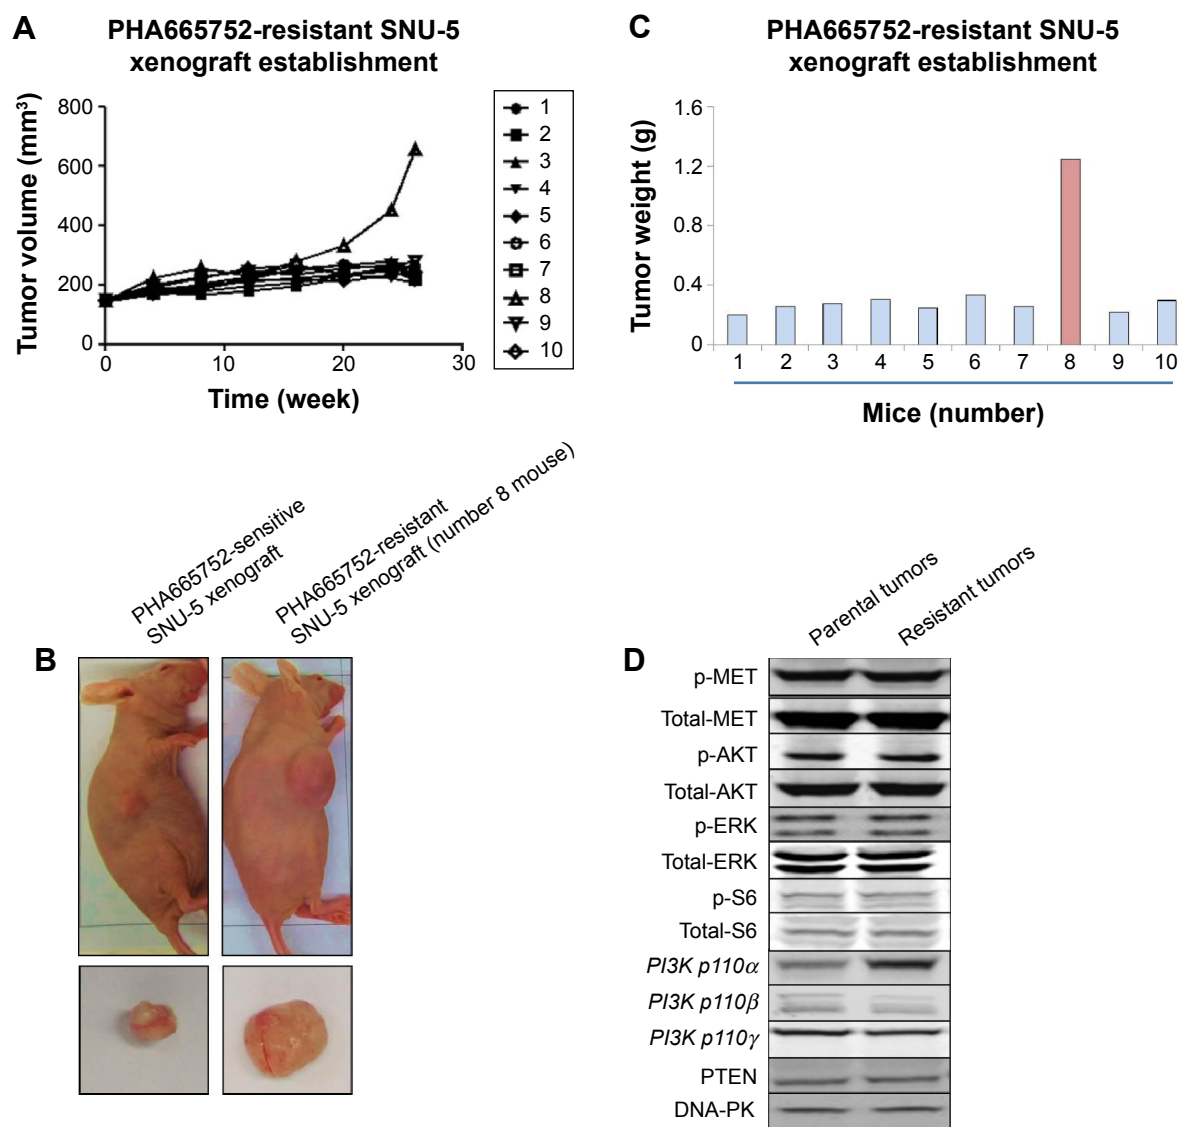 A
PHA665752-resistant SNU-5
xenograft establishment
Tumor volume (mm³)
800
600
400
200
0
0
10
20
30
Time (week)
1
2
3
4
5
6
7
8
9
10
C
PHA665752-resistant SNU-5
xenograft establishment
Tumor weight (g)
1.6
1.2
0.8
0.4
0
1 2 3 4 5 6 7 8 9 10
Mice (number)
B
PHA665752-sensitive
SNU-5 xenograft
PHA665752-resistant
SNU-5 xenograft (number 8 mouse)
D
Parental tumors
Resistant tumors
p-MET
Total-MET
p-AKT
Total-AKT
p-ERK
Total-ERK
p-S6
Total-S6
PI3K p110α
PI3K p110β
PI3K p110γ
PTEN
DNA-PK